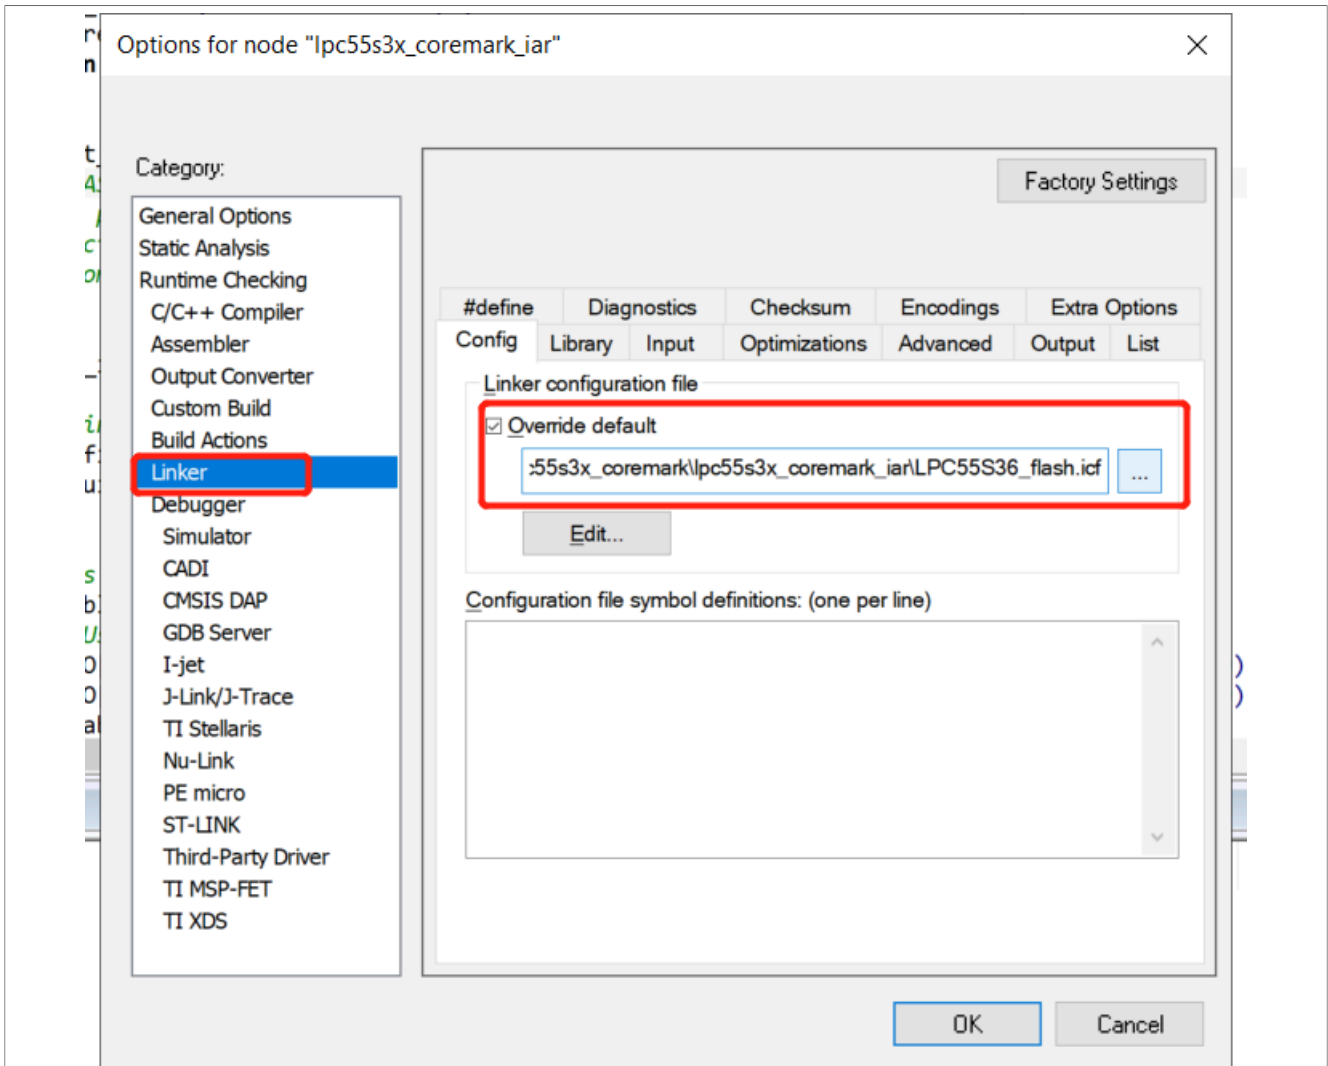 Options for node "lpc55s3x_coremark_iar"
Category:
Factory Settings
General Options
Static Analysis
Runtime Checking
C/C++ Compiler
Assembler
Output Converter
Custom Build
Build Actions
Linker
Debugger
Simulator
CADI
CMSIS DAP
GDB Server
I-jet
J-Link/J-Trace
TI Stellaris
Nu-Link
PE micro
ST-LINK
Third-Party Driver
TI MSP-FET
TI XDS
#define Diagnostics Checksum Encodings Extra Options
Config Library Input Optimizations Advanced Output List
Linker configuration file
Override default
55s3x_coremark\lpc55s3x_coremark_iar\LPC55S36_flash.icf ...
Edit...
Configuration file symbol definitions: (one per line)
OK Cancel